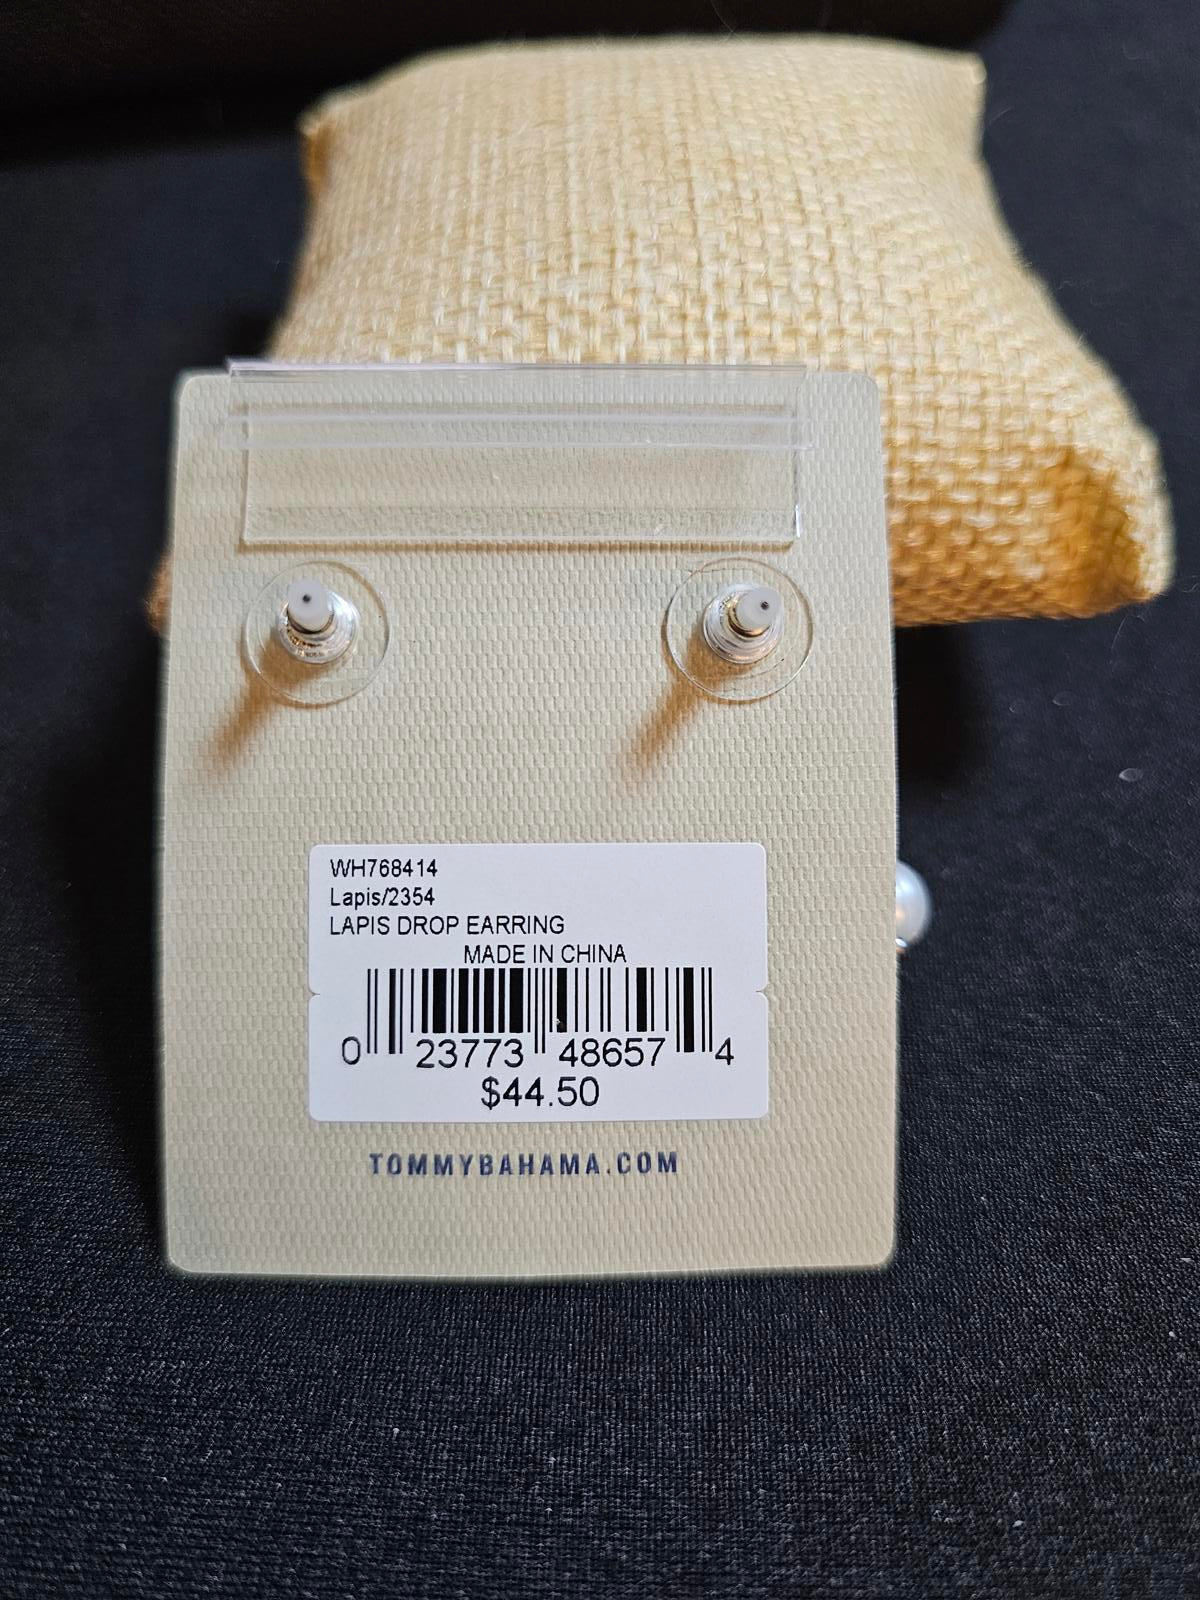 WH768414
Lapis/2354
LAPIS DROP EARRING
MADE IN CHINA
0 23773 48657 4
$44.50
TOMMYBAHAMA.COM